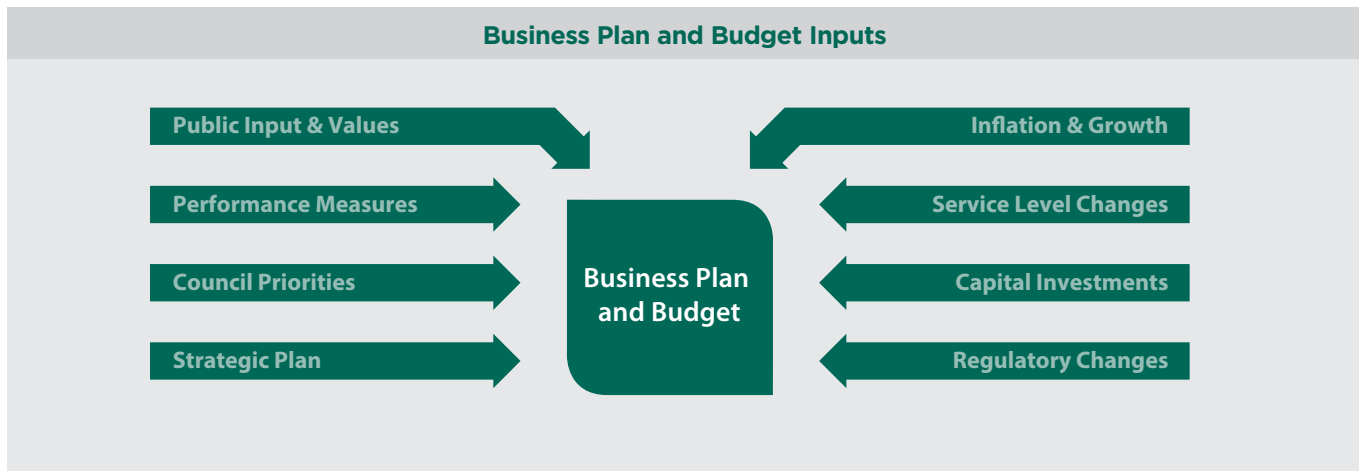 Business Plan and Budget Inputs
Public Input & Values
Inflation & Growth
Performance Measures
Service Level Changes
Council Priorities
Capital Investments
Strategic Plan
Regulatory Changes
Business Plan
and Budget